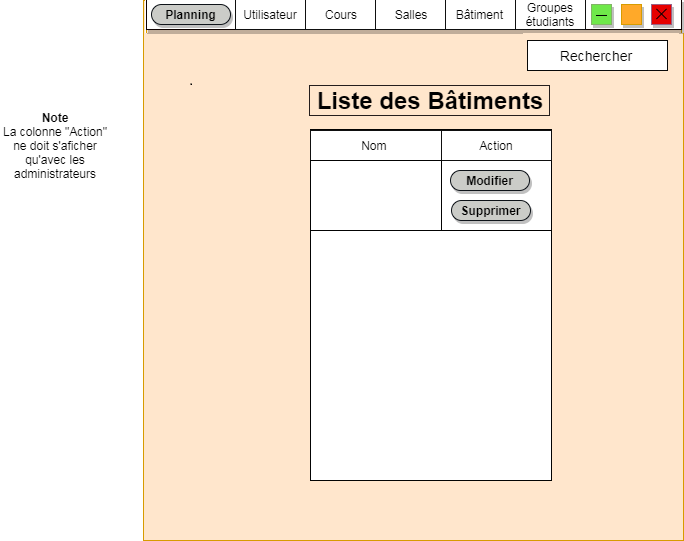 Planning
Utilisateur
Cours
Salles
Bâtiment
Groupes
étudiants
Rechercher
Liste des Bâtiments
Note
La colonne "Action"
ne doit s'aficher
qu'avec les
administrateurs
Nom
Action
Modifier
Supprimer